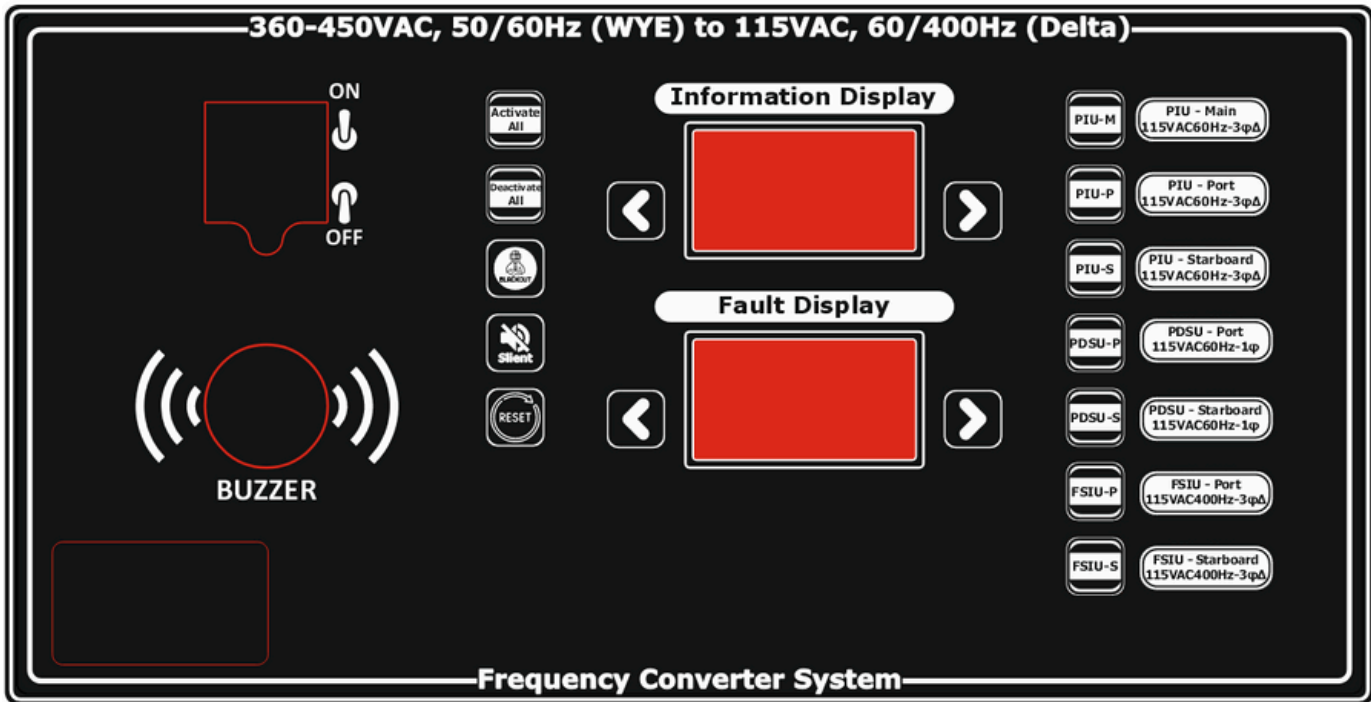 360-450VAC, 50/60Hz (WYE) to 115VAC, 60/400Hz (Delta)
ON
OFF
BUZZER
Activate
All
Deactivate
All
BLACKOUT
Silent
RESET
Information Display
Fault Display
PIU-M
PIU - Main
115VAC60Hz-3φΔ
PIU-P
PIU - Port
115VAC60Hz-3φΔ
PIU-S
PIU - Starboard
115VAC60Hz-3φΔ
PDSU-P
PDSU - Port
115VAC60Hz-1φ
PDSU-S
PDSU - Starboard
115VAC60Hz-1φ
FSIU-P
FSIU - Port
115VAC400Hz-3φΔ
FSIU-S
FSIU - Starboard
115VAC400Hz-3φΔ
Frequency Converter System